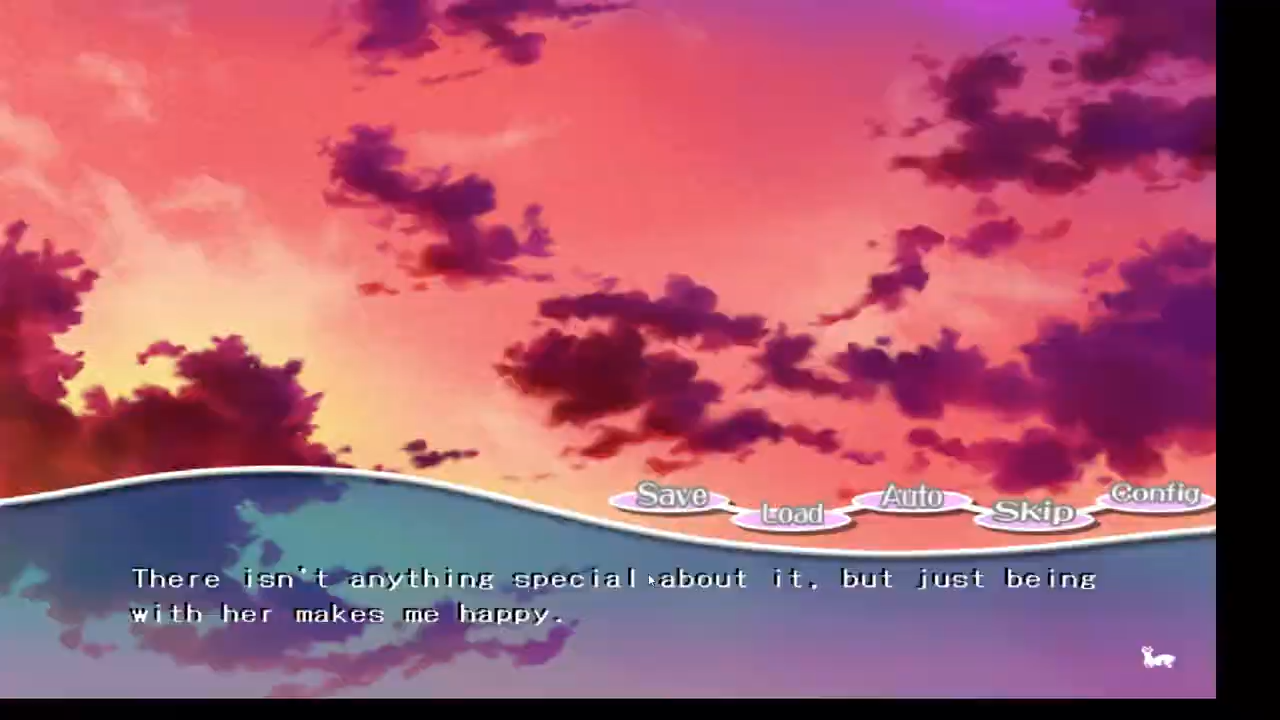 Save
Load
Auto
Skip
Config
There isn't anything special about it, but just being
with her makes me happy.